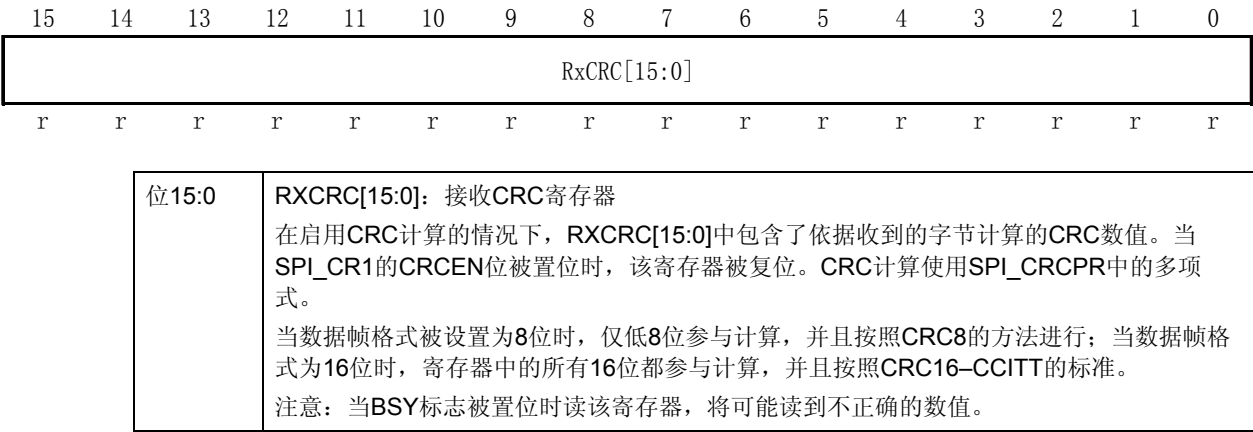 15 14 13 12 11 10 9 8 7 6 5 4 3 2 1 0
RxCRC[15:0]
r r r r r r r r r r r r r r r r
位15:0 RXCRC[15:0]：接收CRC寄存器
在启用CRC计算的情况下，RXCRC[15:0]中包含了依据收到的字节计算的CRC数值。当
SPI_CR1的CRCEN位被置位时，该寄存器被复位。CRC计算使用SPI_CRCPR中的多项
式。
当数据帧格式被设置为8位时，仅低8位参与计算，并且按照CRC8的方法进行；当数据帧格
式为16位时，寄存器中的所有16位都参与计算，并且按照CRC16–CCITT的标准。
注意：当BSY标志被置位时读该寄存器，将可能读到不正确的数值。